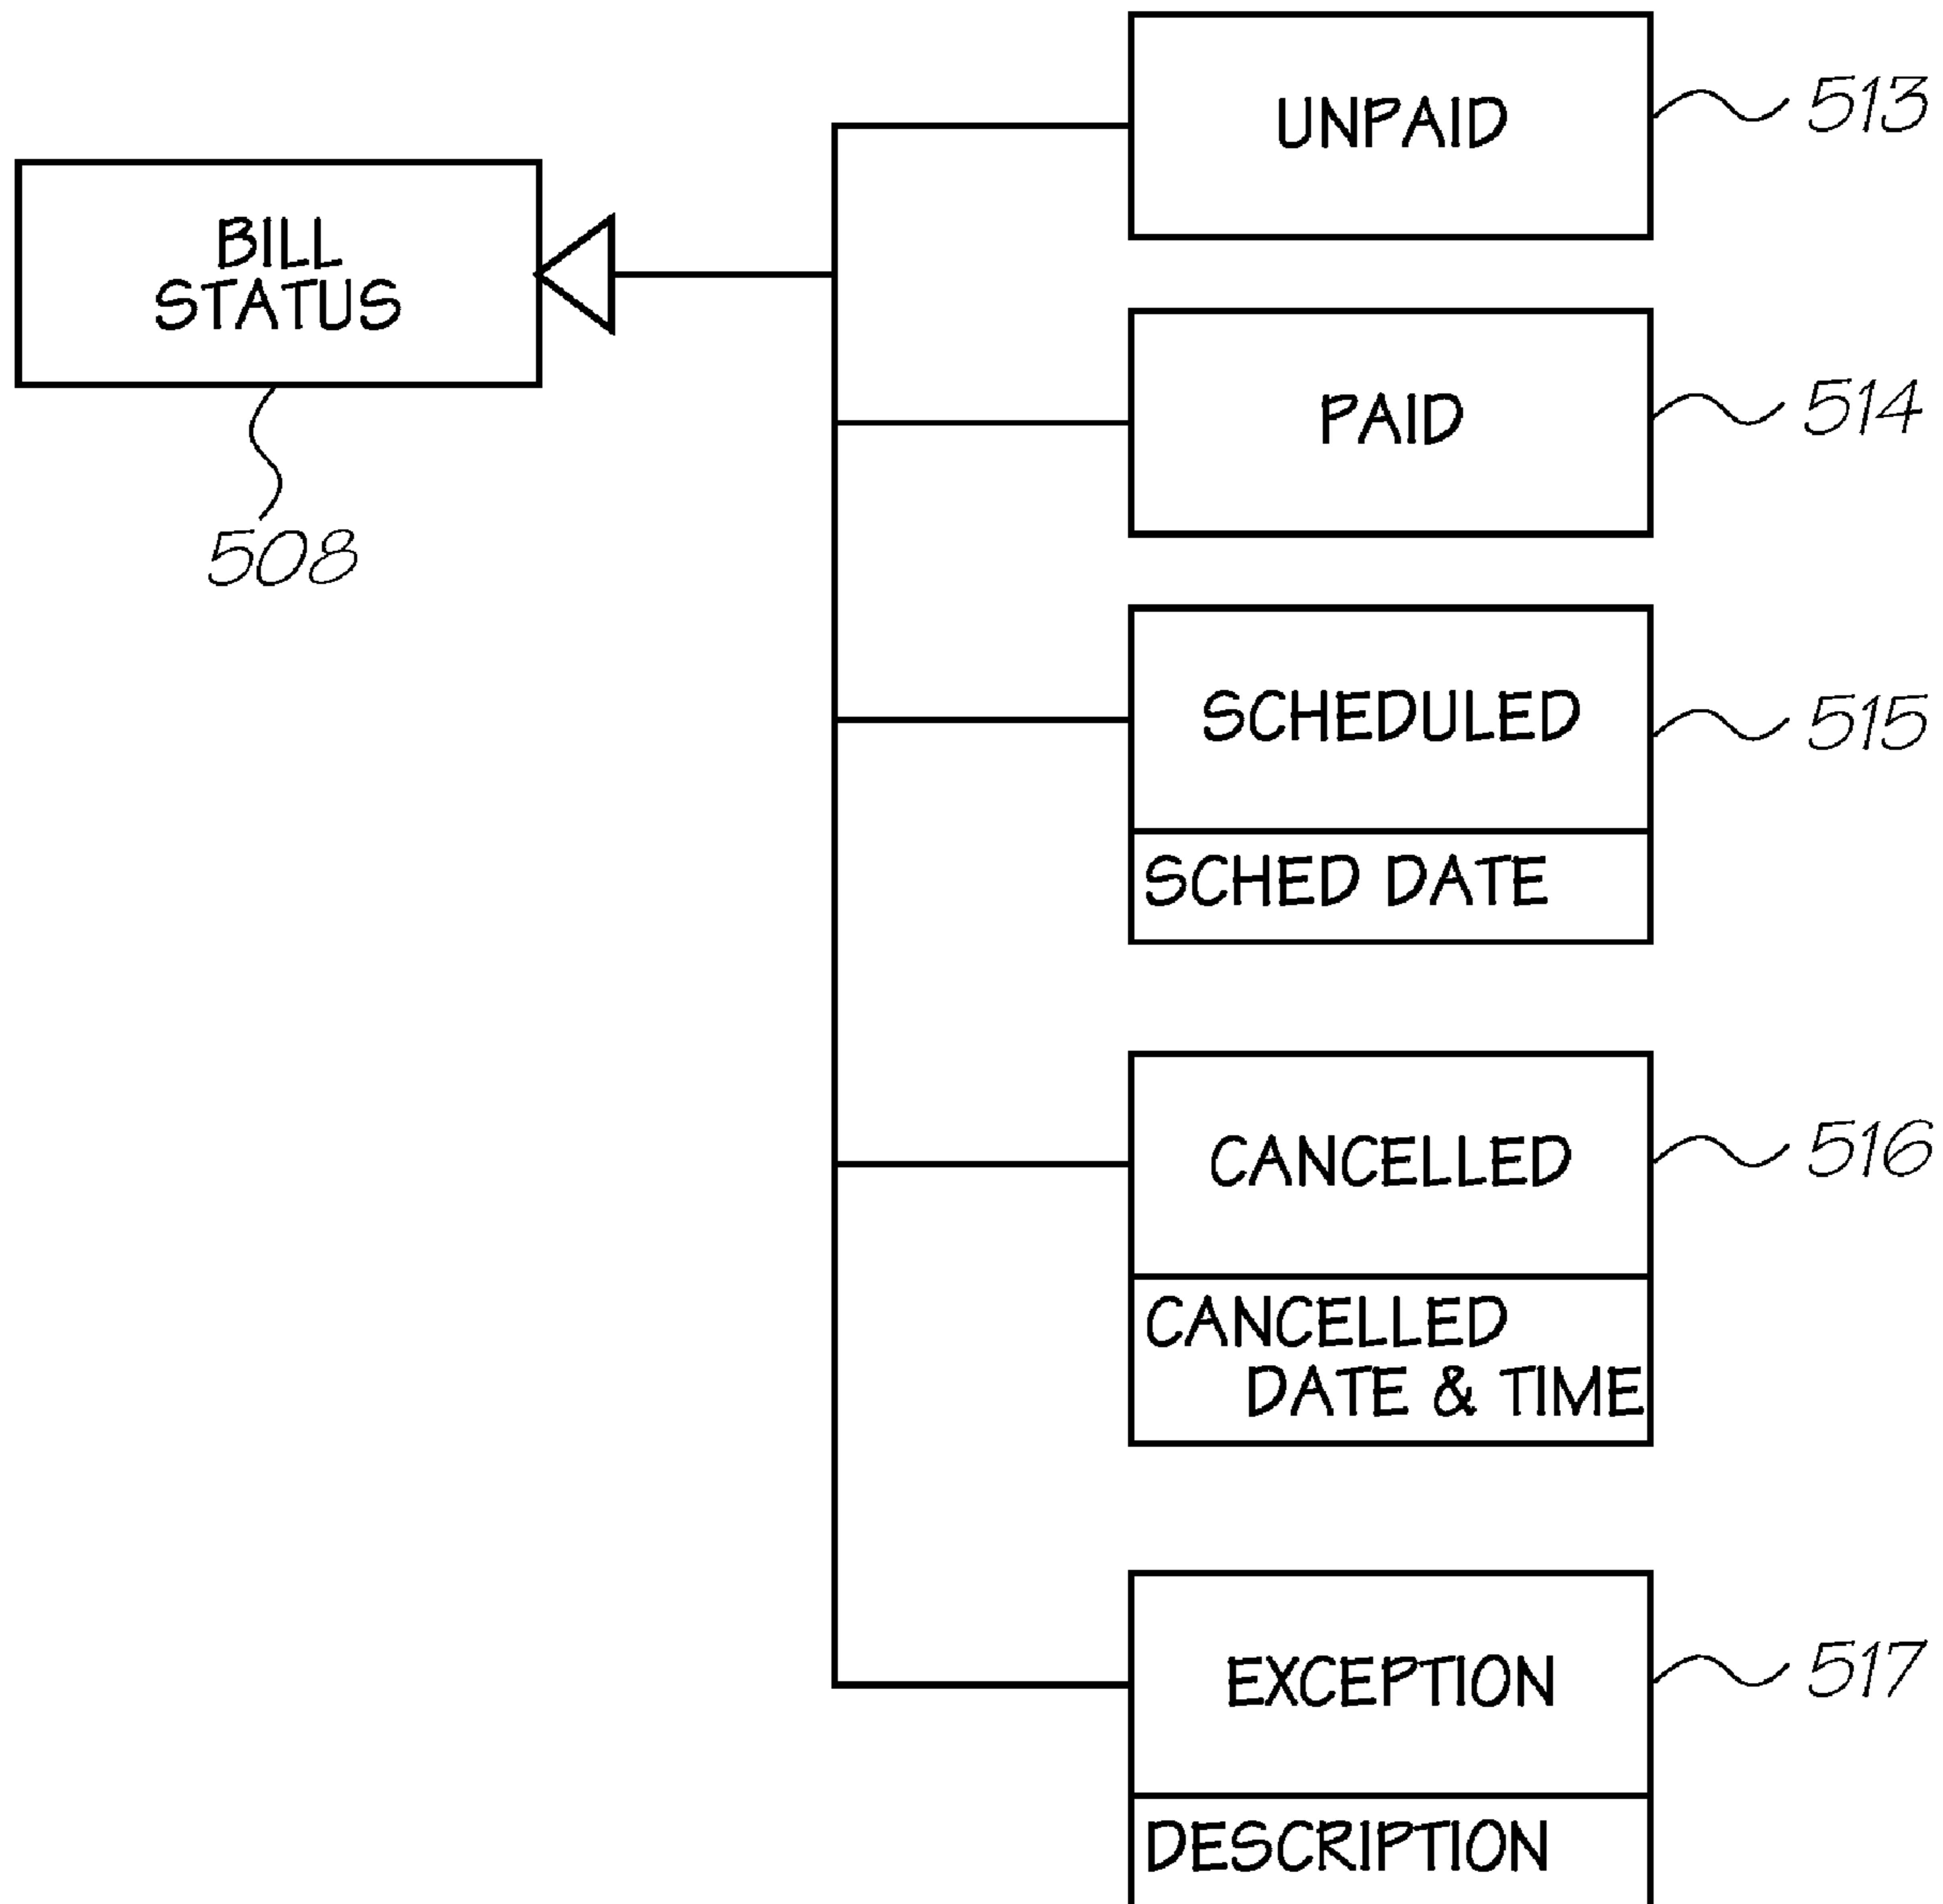 BILL
STATUS
508
UNPAID
513
PAID
514
SCHEDULED
515
SCHED DATE
CANCELLED
516
CANCELLED
DATE & TIME
EXCEPTION
517
DESCRIPTION